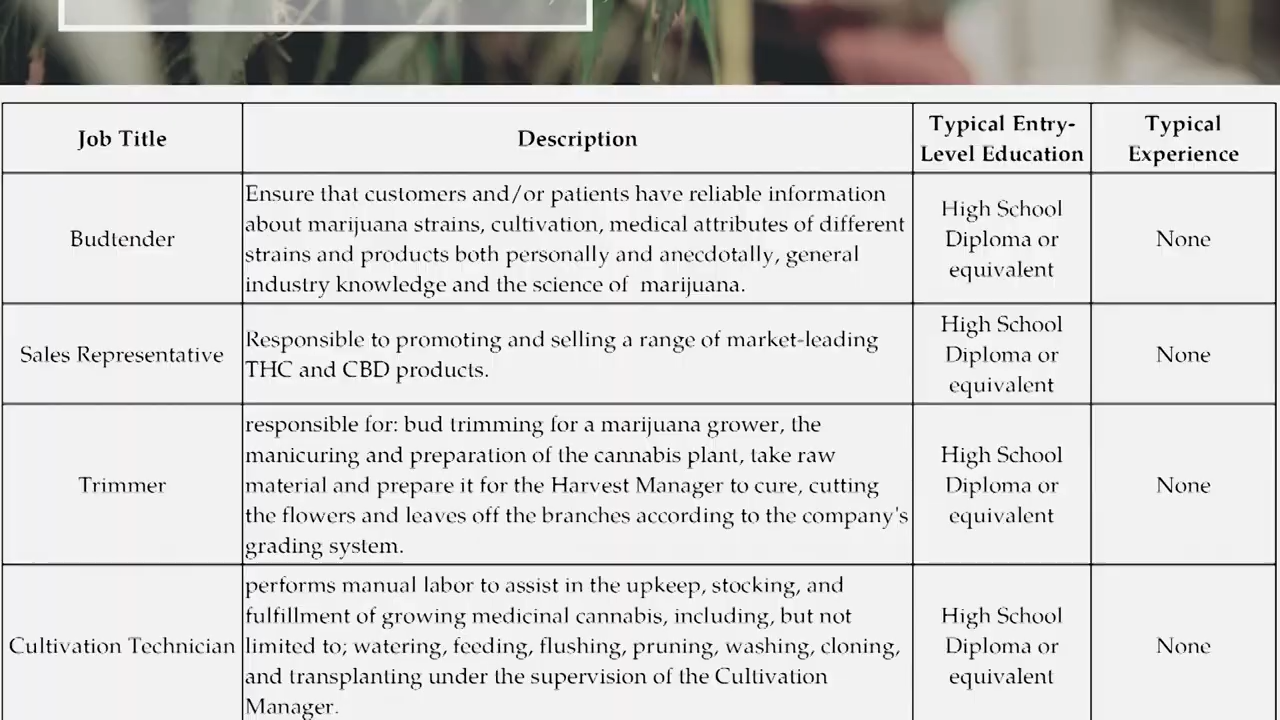 Job Title
Description
Typical Entry-
Level Education
Typical
Experience
Budtender
Ensure that customers and/or patients have reliable information
about marijuana strains, cultivation, medical attributes of different
strains and products both personally and anecdotally, general
industry knowledge and the science of  marijuana.
High School
Diploma or
equivalent
None
Sales Representative
Responsible to promoting and selling a range of market-leading
THC and CBD products.
High School
Diploma or
equivalent
None
Trimmer
responsible for: bud trimming for a marijuana grower, the
manicuring and preparation of the cannabis plant, take raw
material and prepare it for the Harvest Manager to cure, cutting
the flowers and leaves off the branches according to the company's
grading system.
High School
Diploma or
equivalent
None
Cultivation Technician
performs manual labor to assist in the upkeep, stocking, and
fulfillment of growing medicinal cannabis, including, but not
limited to; watering, feeding, flushing, pruning, washing, cloning,
and transplanting under the supervision of the Cultivation
Manager.
High School
Diploma or
equivalent
None